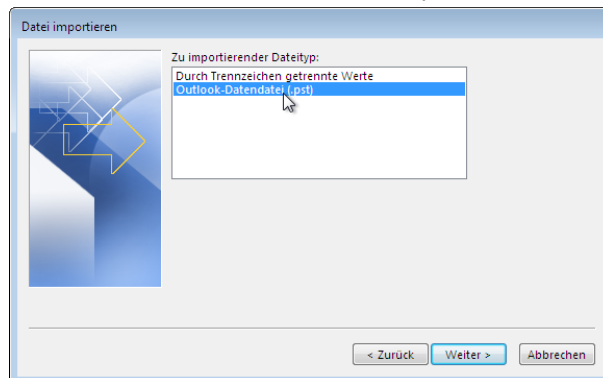 Datei importieren
Zu importierender Dateityp:
Durch Trennzeichen getrennte Werte
Outlook-Datendatei (.pst)
< Zurück
Weiter >
Abbrechen